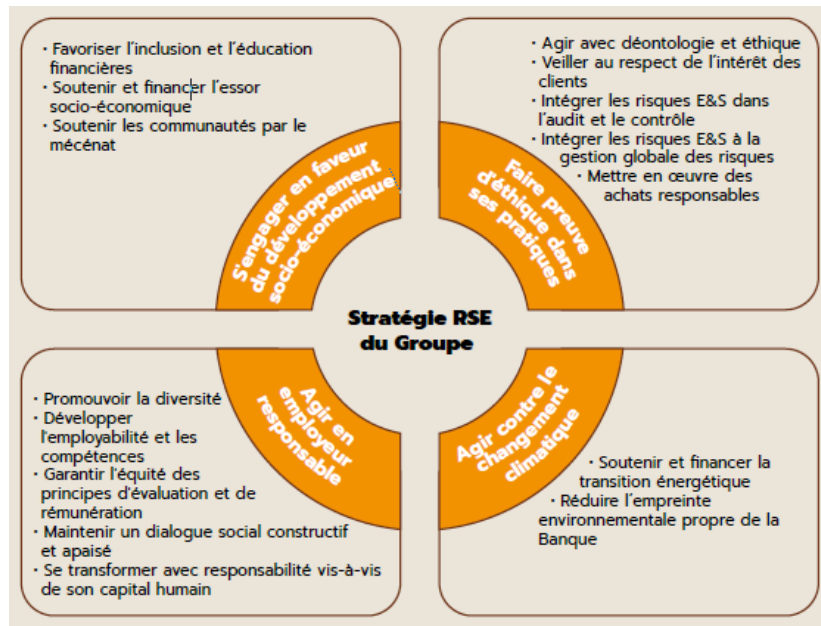 · Favoriser l'inclusion et l'éducation
financières
· Soutenir et financer l'essor
socio-économique
· Soutenir les communautés par le
mécénat
S'engager en faveur
du développement
socio-économique
· Agir avec déontologie et éthique
· Veiller au respect de l'intérêt des
clients
· Intégrer les risques E&S dans
l'audit et le contrôle
· Intégrer les risques E&S à la
gestion globale des risques
· Mettre en œuvre des
achats responsables
Faire preuve
d'éthique dans
ses pratiques
Stratégie RSE
du Groupe
· Promouvoir la diversité
· Développer
l'employabilité et les
compétences
· Garantir l'équité des
principes d'évaluation et de
rémunération
· Maintenir un dialogue social constructif
et apaisé
· Se transformer avec responsabilité vis-à-vis
de son capital humain
Agir en
employeur
responsable
Agir contre le
changement
climatique
· Soutenir et financer la
transition énergétique
· Réduire l'empreinte
environnementale propre de la
Banque